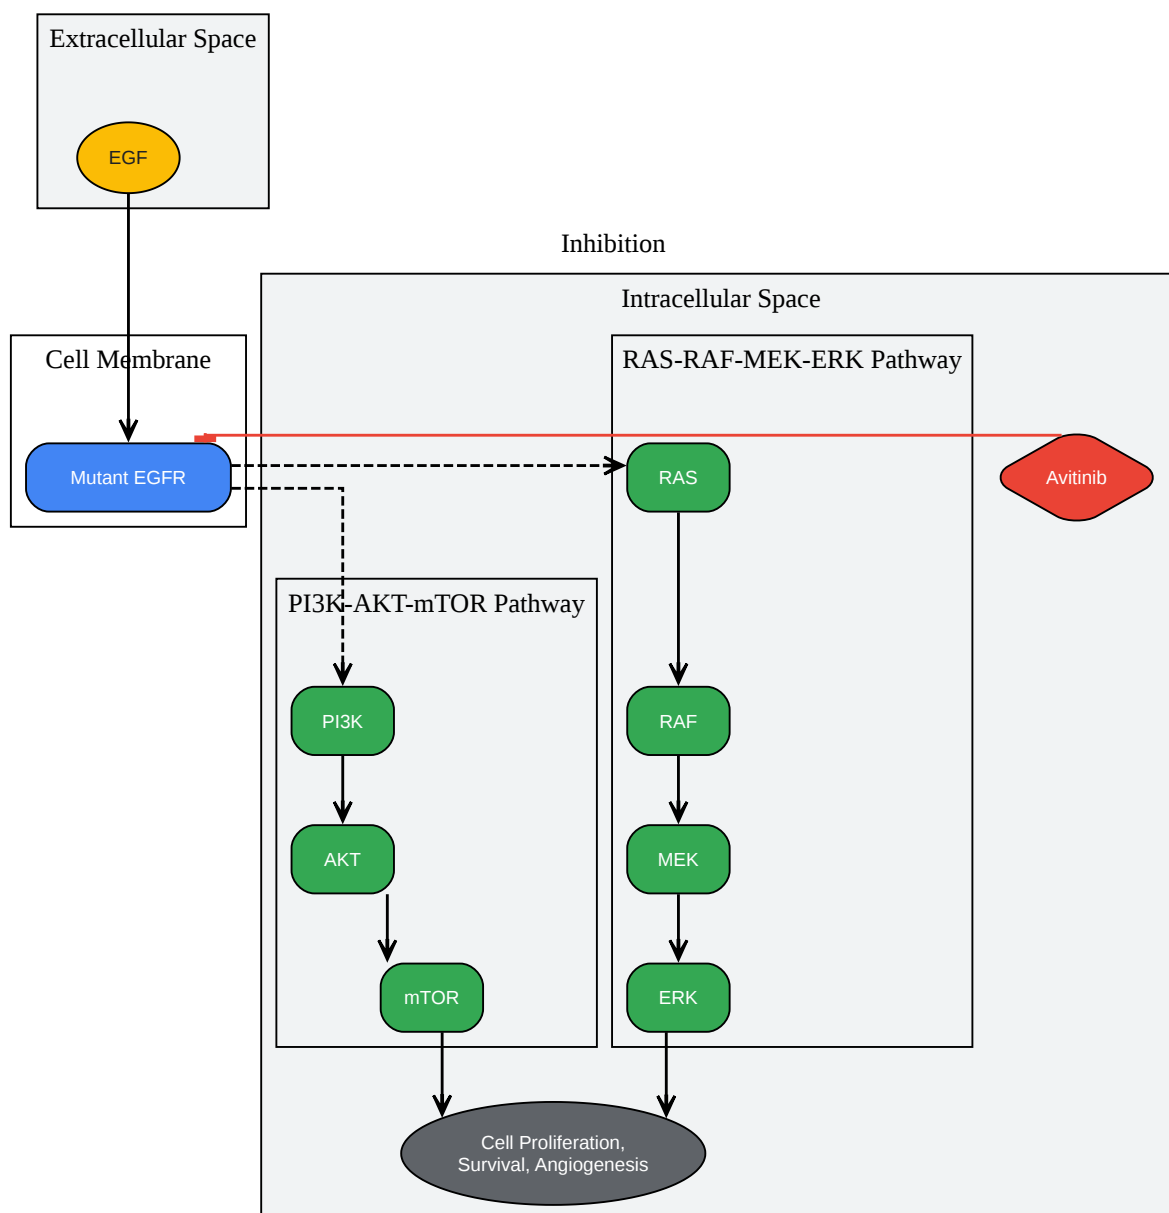 Extracellular Space
EGF
Inhibition
Intracellular Space
Cell Membrane
RAS-RAF-MEK-ERK Pathway
Mutant EGFR
RAS
Avitinib
PI3K-AKT-mTOR Pathway
PI3K
RAF
AKT
MEK
mTOR
ERK
Cell Proliferation,
Survival, Angiogenesis